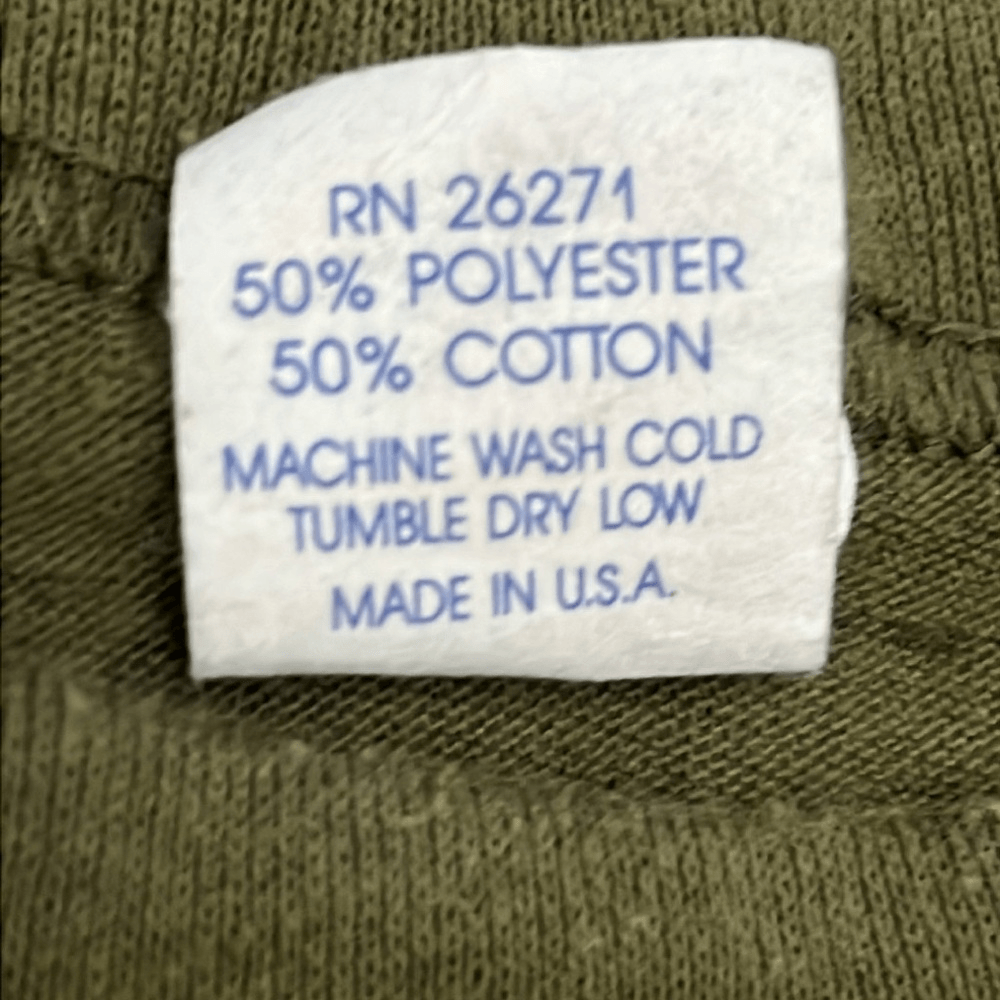 RN 26271
50% POLYESTER
50% COTTON
MACHINE WASH COLD
TUMBLE DRY LOW
MADE IN U.S.A.